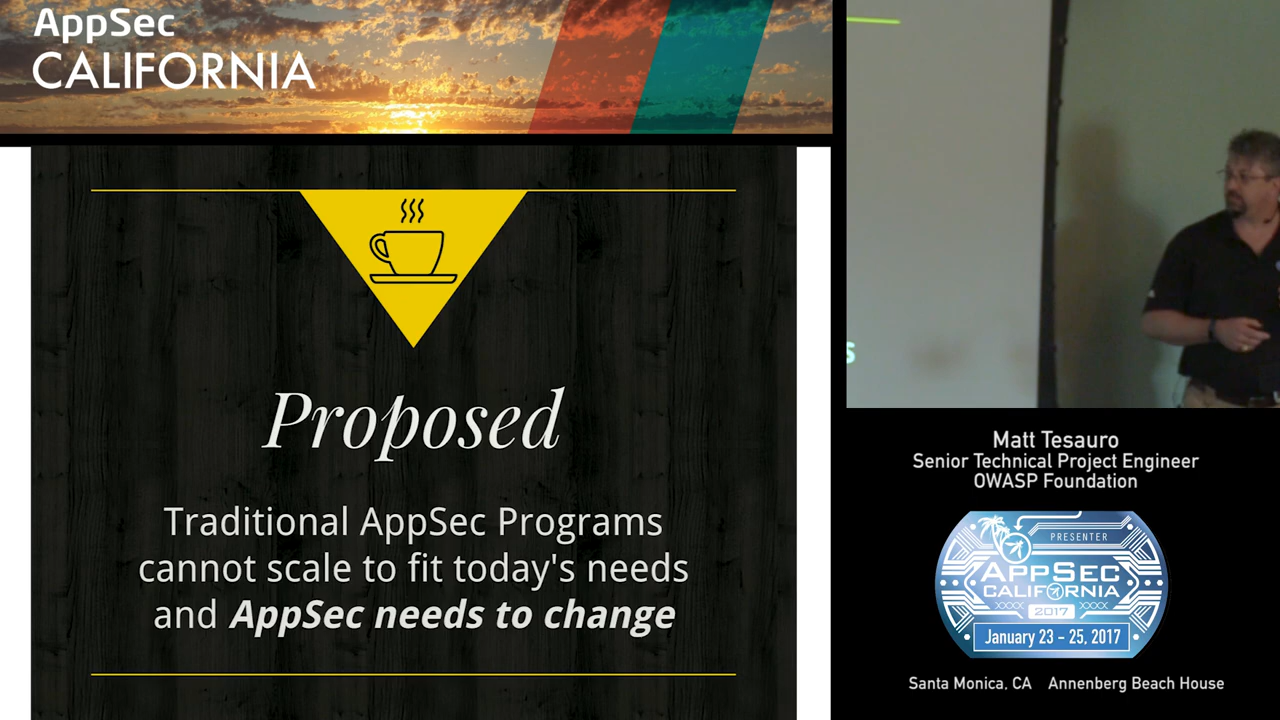 AppSec
CALIFORNIA
Proposed
Traditional AppSec Programs
cannot scale to fit today's needs
and AppSec needs to change
S
Matt Tesauro
Senior Technical Project Engineer
OWASP Foundation
PRESENTER
APPSEC
CALIFORNIA
XXXX 2017 XXXX
January 23 - 25, 2017
Santa Monica, CA Annenberg Beach House